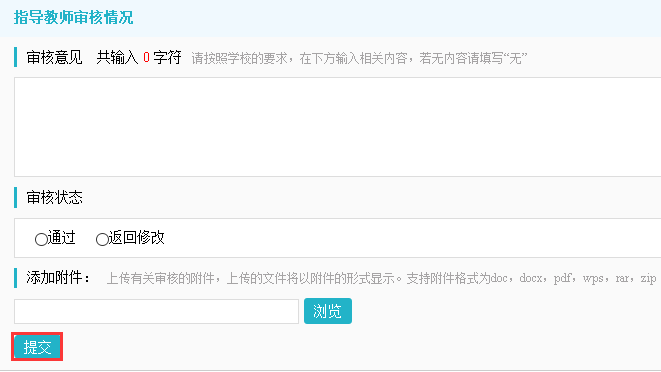 指导教师审核情况
审核意见 共输入 0 字符 请按照学校的要求，在下方输入相关内容，若无内容请填写“无”
审核状态
通过 返回修改
添加附件： 上传有关审核的附件，上传的文件将以附件的形式显示。支持附件格式为doc，docx，pdf，wps，rar，zip
浏览
提交